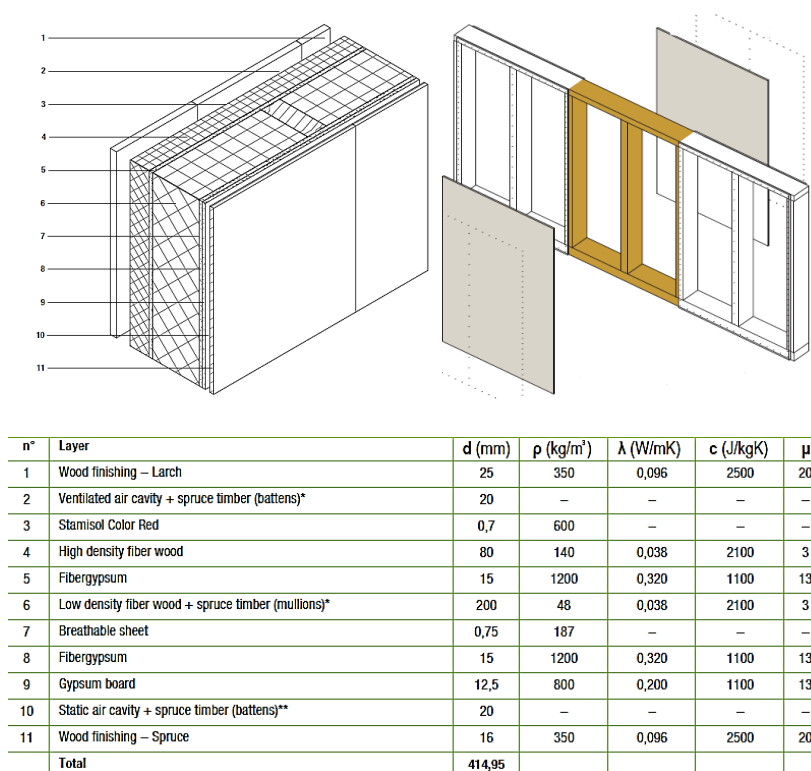 1
2
3
4
5
6
7
8
9
10
11
n° Layer d (mm) ρ (kg/m³) λ (W/mK) c (J/kgK) μ
1 Wood finishing – Larch 25 350 0,096 2500 20
2 Ventilated air cavity + spruce timber (battens)* 20 – – – –
3 Stamisol Color Red 0,7 600 – – –
4 High density fiber wood 80 140 0,038 2100 3
5 Fibergypsum 15 1200 0,320 1100 13
6 Low density fiber wood + spruce timber (mullions)* 200 48 0,038 2100 3
7 Breathable sheet 0,75 187 – – –
8 Fibergypsum 15 1200 0,320 1100 13
9 Gypsum board 12,5 800 0,200 1100 13
10 Static air cavity + spruce timber (battens)** 20 – – – –
11 Wood finishing – Spruce 16 350 0,096 2500 20
Total 414,95